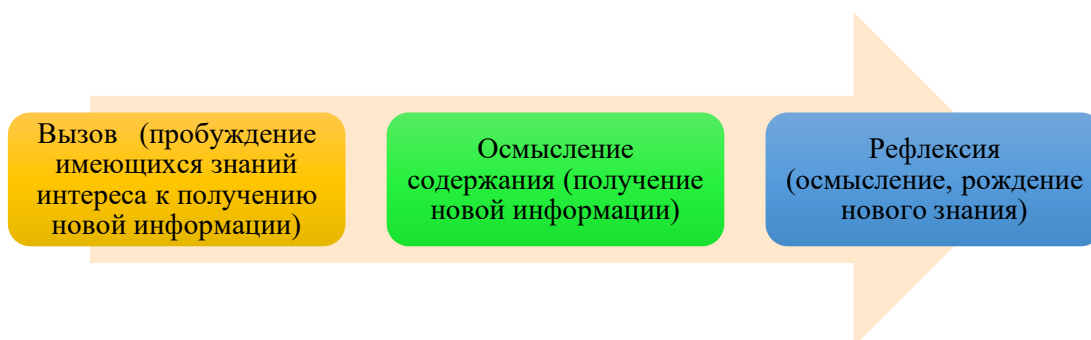 Вызов (пробуждение
имеющихся знаний
интереса к получению
новой информации)
Осмысление
содержания (получение
новой информации)
Рефлексия
(осмысление, рождение
нового знания)